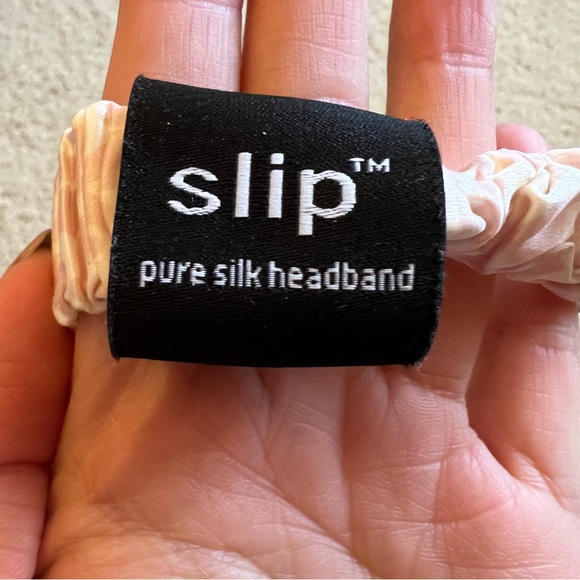 slip™
pure silk headband